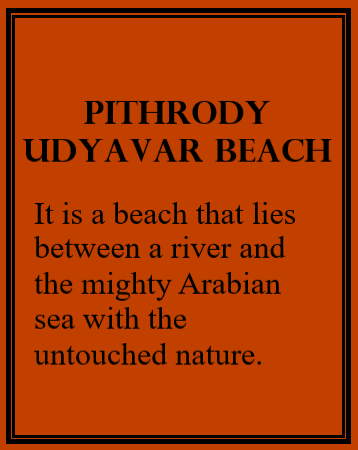 PITHRODY
UDYAVAR BEACH
It is a beach that lies
between a river and
the mighty Arabian
sea with the
untouched nature.